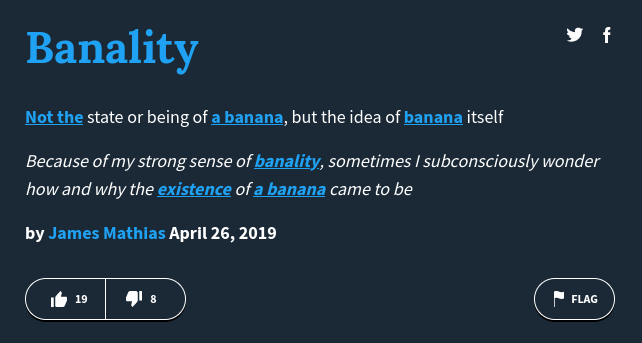 Banality
Not the state or being of a banana, but the idea of banana itself
Because of my strong sense of banality, sometimes I subconsciously wonder
how and why the existence of a banana came to be
by James Mathias April 26, 2019
19 8 FLAG